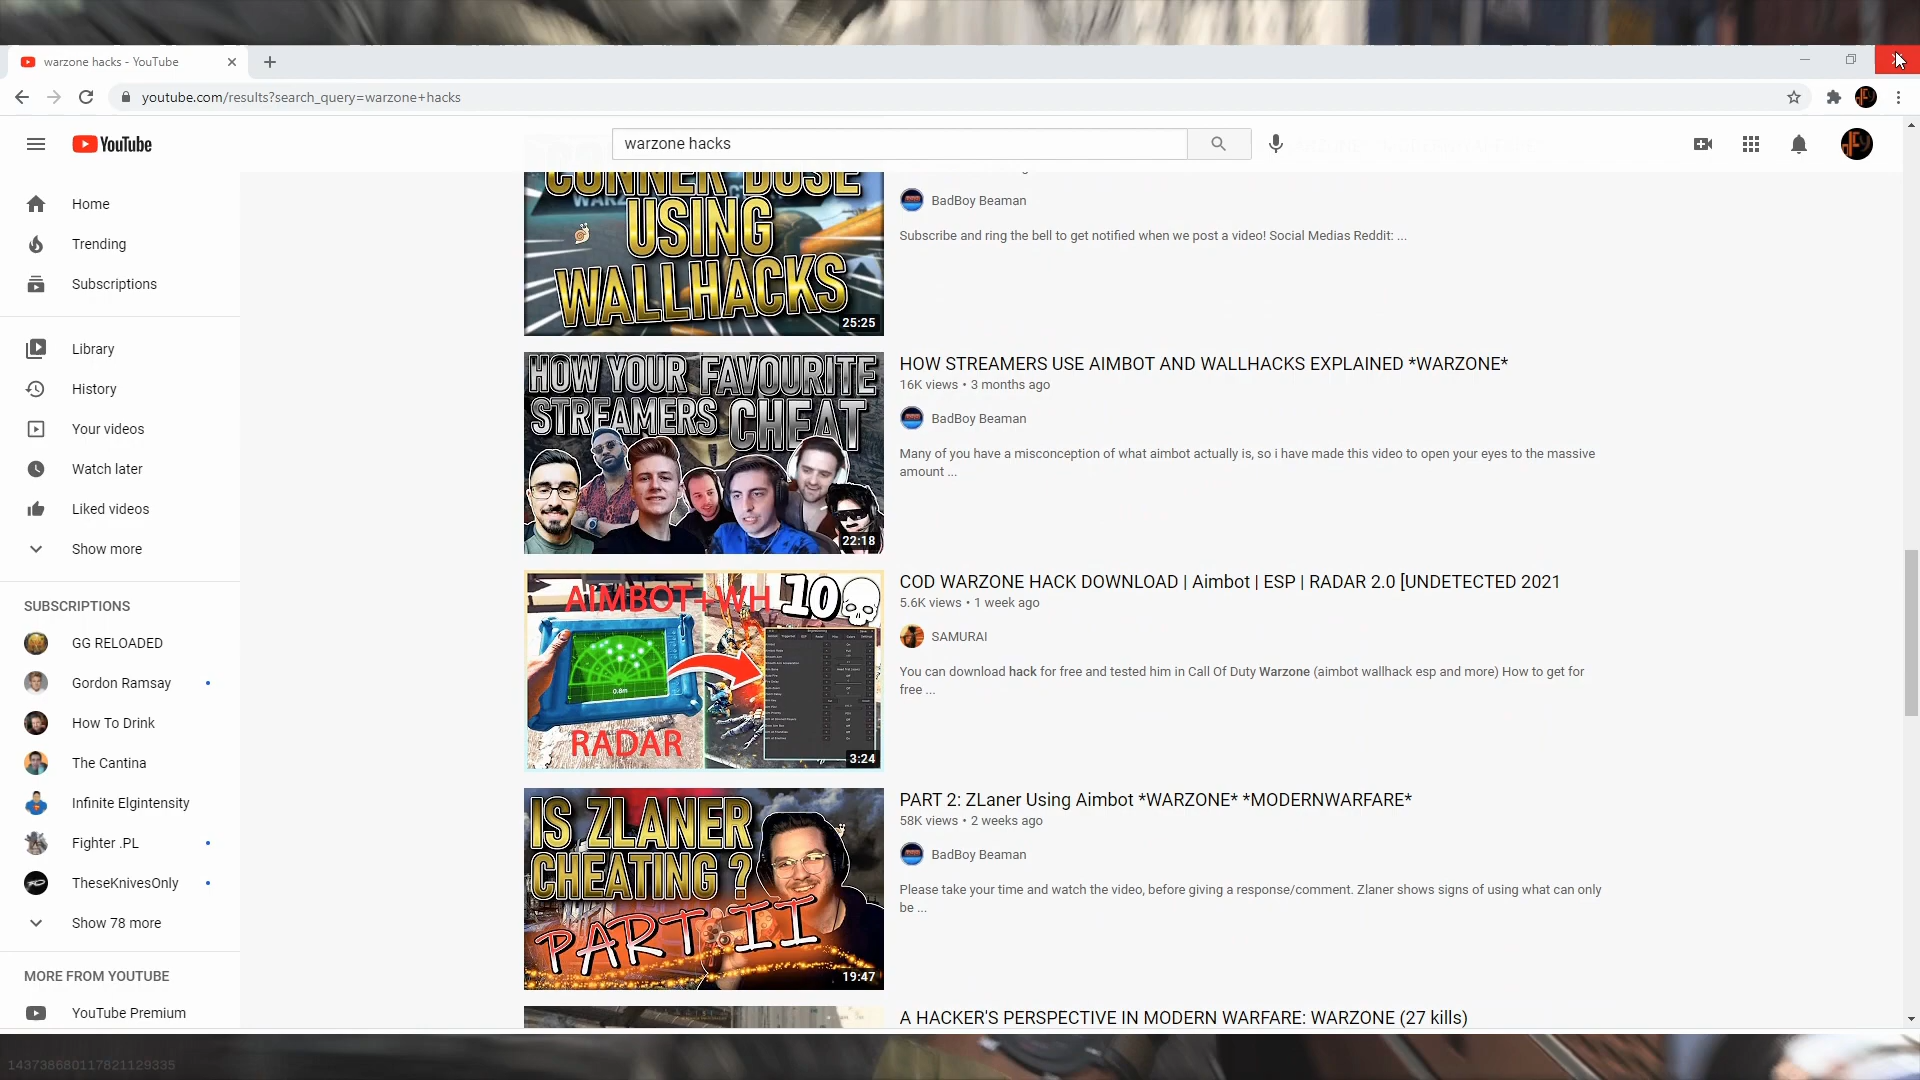 warzone hacks - YouTube
youtube.com/results?search_query=warzone+hacks
YouTube
warzone hacks
Home
Trending
Subscriptions
Library
History
Your videos
Watch later
Liked videos
Show more
SUBSCRIPTIONS
GG RELOADED
Gordon Ramsay
How To Drink
The Cantina
Infinite Elgintensity
Fighter .PL
TheseKnivesOnly
Show 78 more
MORE FROM YOUTUBE
YouTube Premium
CONNER DUSE
USING
WALLHACKS
25:25
BadBoy Beaman
Subscribe and ring the bell to get notified when we post a video! Social Medias Reddit: ...
HOW YOUR FAVOURITE
STREAMERS CHEAT
22:18
HOW STREAMERS USE AIMBOT AND WALLHACKS EXPLAINED *WARZONE*
16K views • 3 months ago
BadBoy Beaman
Many of you have a misconception of what aimbot actually is, so i have made this video to open your eyes to the massive
amount ...
AIMBOT+WH
10
0.8m
RADAR
3:24
COD WARZONE HACK DOWNLOAD | Aimbot | ESP | RADAR 2.0 [UNDETECTED 2021
5.6K views • 1 week ago
SAMURAI
You can download hack for free and tested him in Call Of Duty Warzone (aimbot wallhack esp and more) How to get for
free ...
IS ZLANER
CHEATING ?
PART II
19:47
PART 2: ZLaner Using Aimbot *WARZONE* *MODERNWARFARE*
58K views • 2 weeks ago
BadBoy Beaman
Please take your time and watch the video, before giving a response/comment. Zlaner shows signs of using what can only
be ...
A HACKER'S PERSPECTIVE IN MODERN WARFARE: WARZONE (27 kills)
143738680117821129335